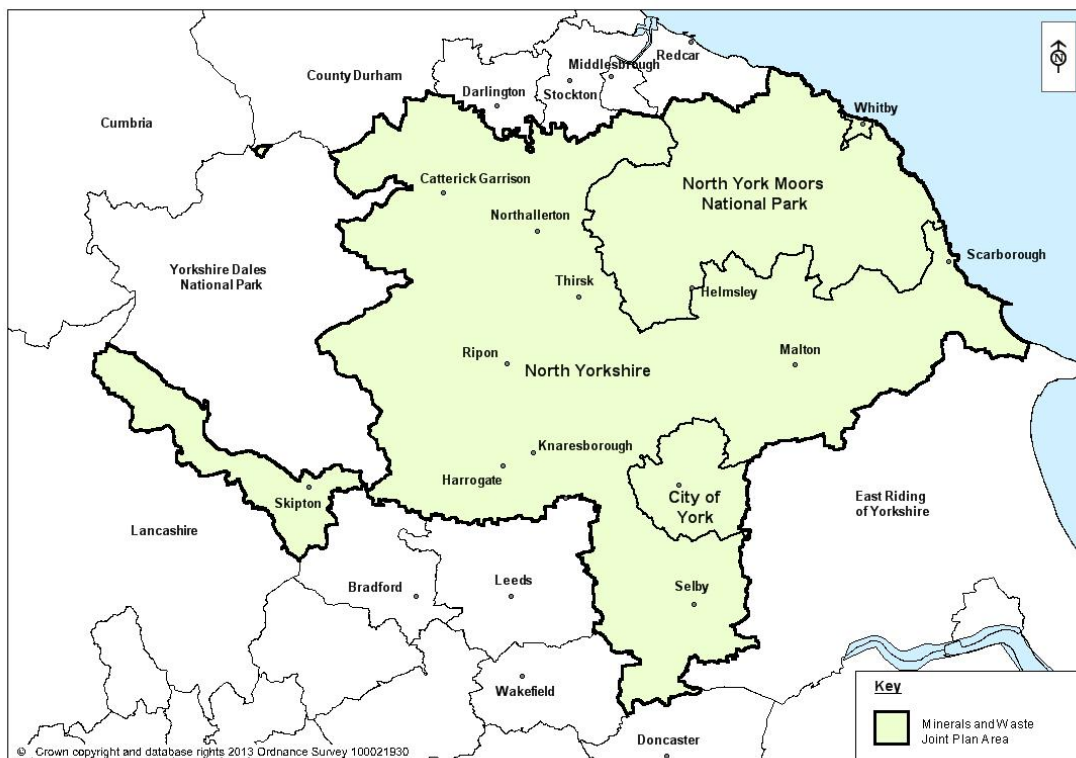 Redcar
Middlesbrough
County Durham
Stockton
Darlington
N
Cumbria
Whitby
Catterick Garrison
North York Moors
National Park
Northallerton
Scarborough
Yorkshire Dales
National Park
Thirsk
Helmsley
Ripon
North Yorkshire
Malton
Knaresborough
Harrogate
City of
York
East Riding
of Yorkshire
Skipton
Lancashire
Bradford
Leeds
Selby
Wakefield
Doncaster
Key
Minerals and Waste
Joint Plan Area
© Crown copyright and database rights 2013 Ordnance Survey 100021930